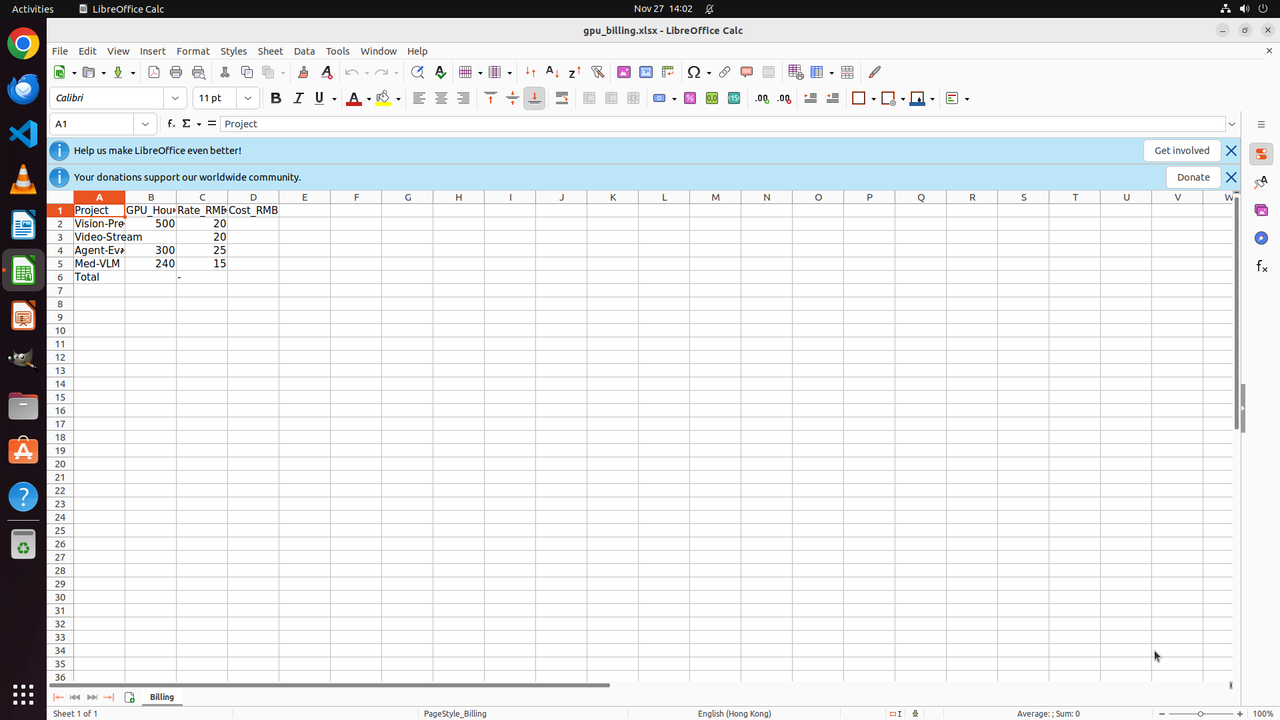 Activities LibreOffice Calc Nov 27 14:02
gpu_billing.xlsx - LibreOffice Calc
File Edit View Insert Format Styles Sheet Data Tools Window Help
Calibri 11 pt
A1 Project
Help us make LibreOffice even better! Get involved
Your donations support our worldwide community. Donate
A B C D E F G H I J K L M N O P Q R S T U V W
1 Project GPU_Hou Rate_RMB Cost_RMB
2 Vision-Pre 500 20
3 Video-Stream 20
4 Agent-Ev 300 25
5 Med-VLM 240 15
6 Total -
7
8
9
10
11
12
13
14
15
16
17
18
19
20
21
22
23
24
25
26
27
28
29
30
31
32
33
34
35
36
Billing
Sheet 1 of 1 PageStyle_Billing English (Hong Kong) Average: ; Sum: 0 100%